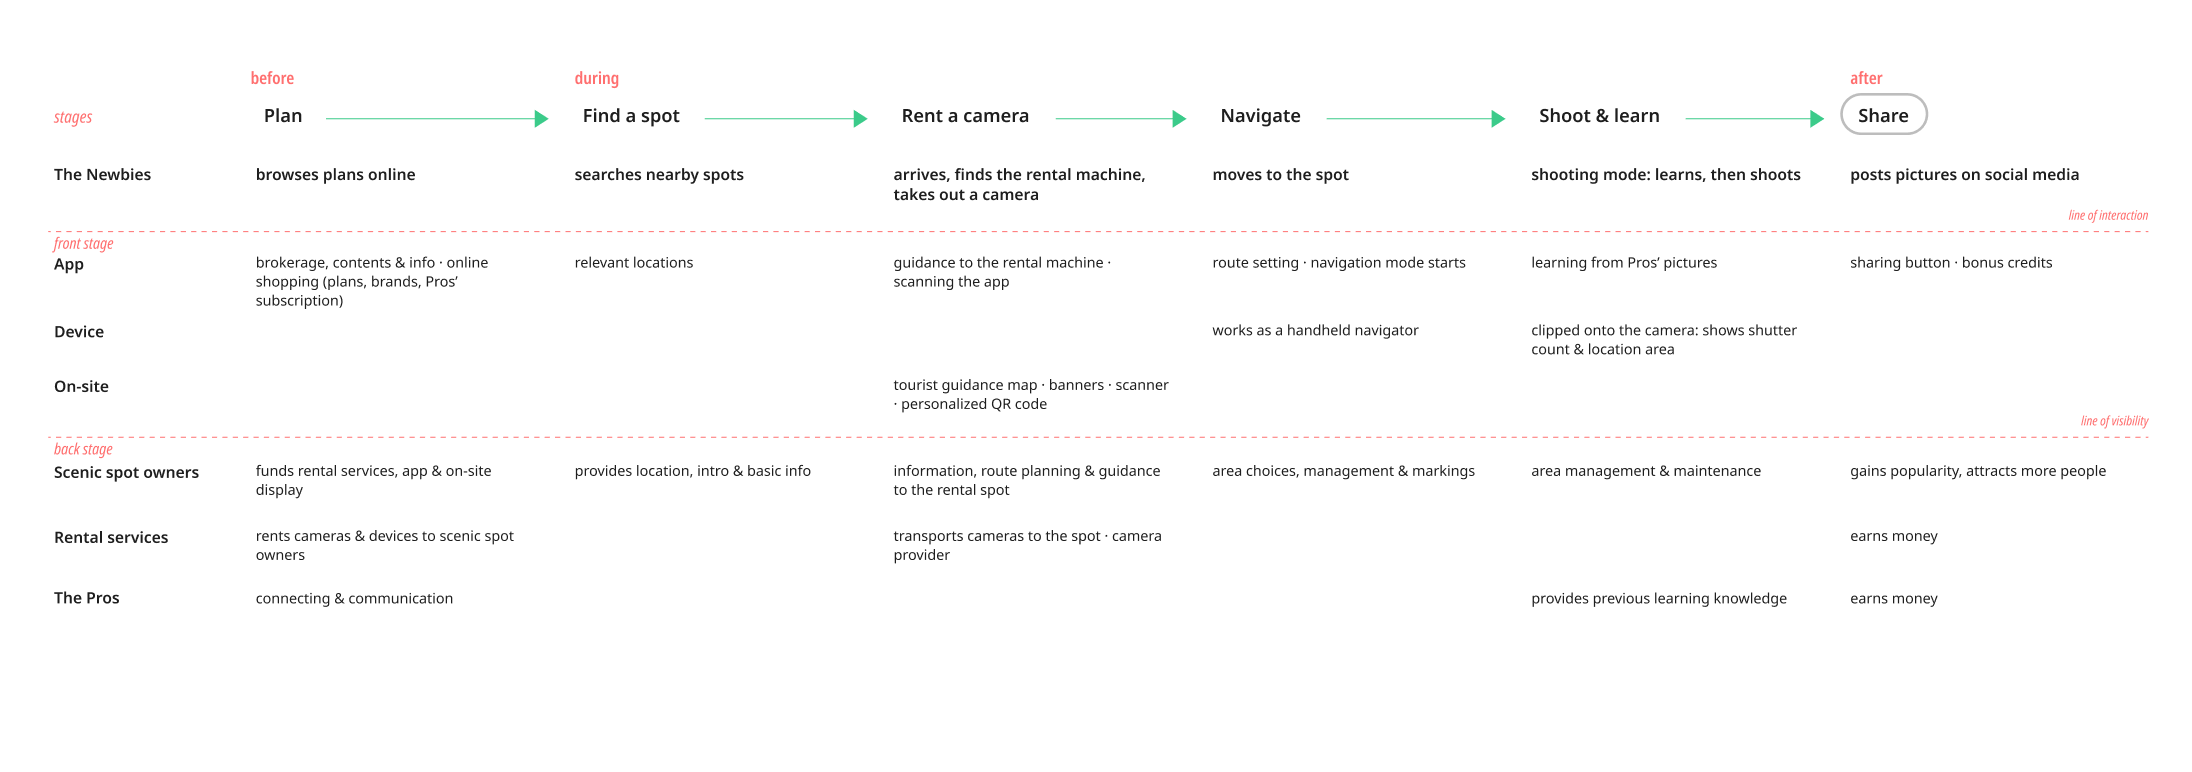 before
during
after
stages
Plan
Find a spot
Rent a camera
Navigate
Shoot & learn
Share
The Newbies
browses plans online
searches nearby spots
arrives, finds the rental machine,
takes out a camera
moves to the spot
shooting mode: learns, then shoots
posts pictures on social media
line of interaction
front stage
App
brokerage, contents & info · online
shopping (plans, brands, Pros’
subscription)
relevant locations
guidance to the rental machine ·
scanning the app
route setting · navigation mode starts
learning from Pros’ pictures
sharing button · bonus credits
Device
works as a handheld navigator
clipped onto the camera: shows shutter
count & location area
On-site
tourist guidance map · banners · scanner
· personalized QR code
line of visibility
back stage
Scenic spot owners
funds rental services, app & on-site
display
provides location, intro & basic info
information, route planning & guidance
to the rental spot
area choices, management & markings
area management & maintenance
gains popularity, attracts more people
Rental services
rents cameras & devices to scenic spot
owners
transports cameras to the spot · camera
provider
earns money
The Pros
connecting & communication
provides previous learning knowledge
earns money